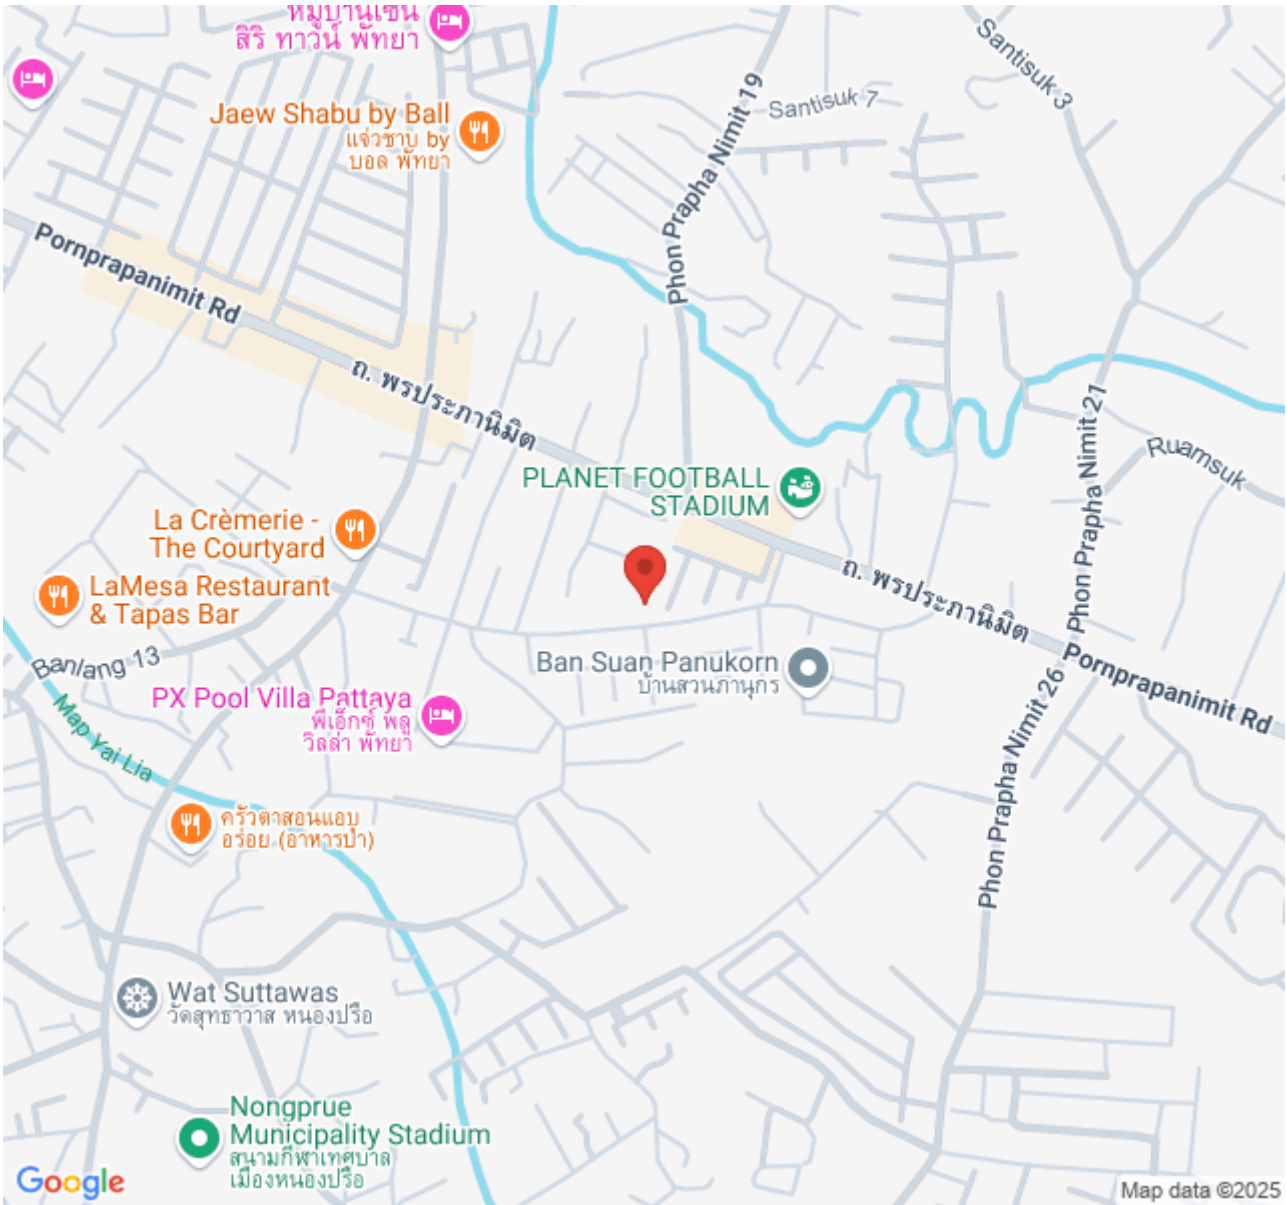 หมู่บ้านเซน
สิริ ทาวน์ พัทยา
Santisuk 3
Phon Prapha Nimit 19
Santisuk 7
Jaew Shabu by Ball
แจ่วชาบู by
บอล พัทยา
Pornprapanimit Rd
ถ. พรประภานิมิต
Phon Prapha Nimit 21
Ruamsuk
PLANET FOOTBALL
STADIUM
La Crèmerie -
The Courtyard
LaMesa Restaurant
& Tapas Bar
ถ. พรประภานิมิต
Banlang 13
Ban Suan Panukorn
บ้านสวนภานุกร
Pornprapanimit Rd
PX Pool Villa Pattaya
พีเอ็กซ์ พลู
วิลล่า พัทยา
Map Yai Lia
Phon Prapha Nimit 26
ครัวตาสอนแอบ
อร่อย (อาหารป่า)
Wat Suttawas
วัดสุทธาวาส หนองปรือ
Nongprue
Municipality Stadium
สนามกีฬาเทศบาล
เมืองหนองปรือ
Google
Map data ©2025